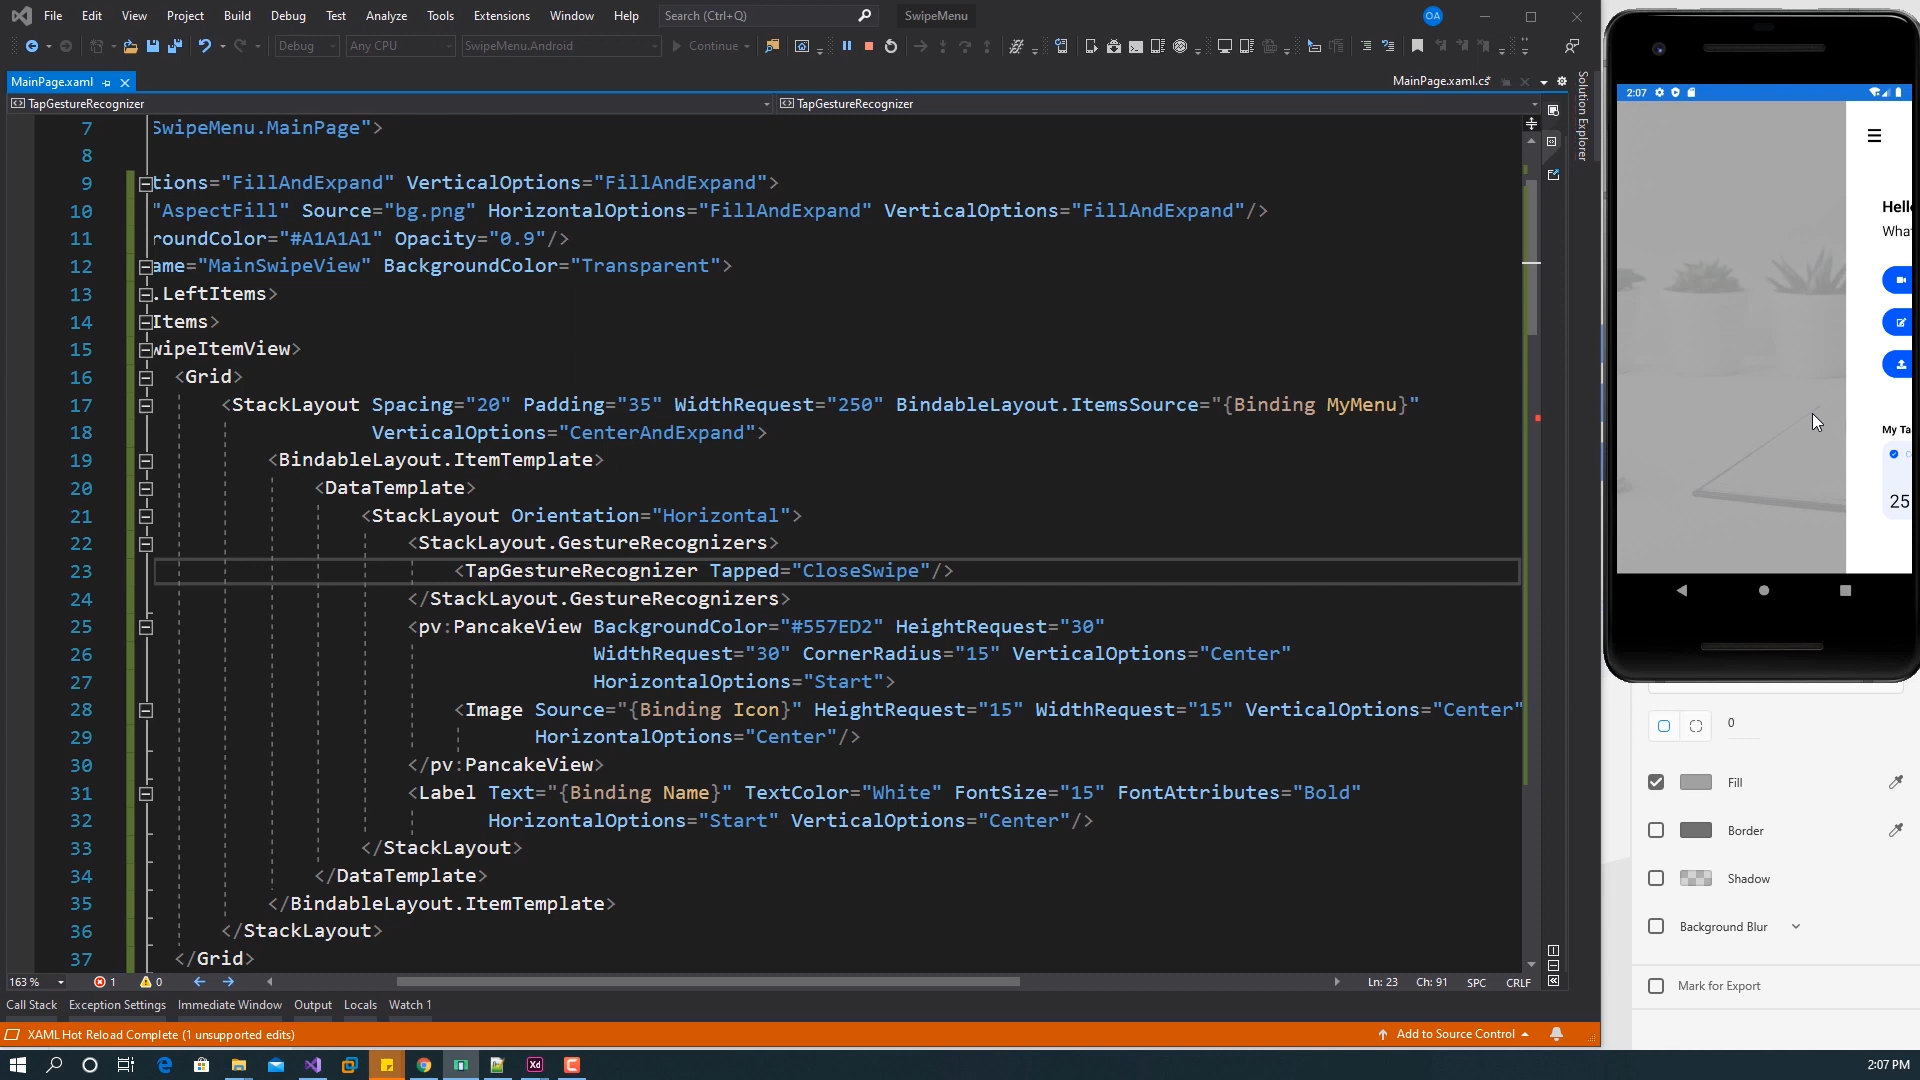 File Edit View Project Build Debug Test Analyze Tools Extensions Window Help Search (Ctrl+Q) SwipeMenu OA
Debug Any CPU SwipeMenu.Android Continue
MainPage.xaml MainPage.xaml.cs*
TapGestureRecognizer TapGestureRecognizer
Solution Explorer
7 SwipeMenu.MainPage">
8
9 tions="FillAndExpand" VerticalOptions="FillAndExpand">
10 "AspectFill" Source="bg.png" HorizontalOptions="FillAndExpand" VerticalOptions="FillAndExpand"/>
11 roundColor="#A1A1A1" Opacity="0.9"/>
12 ame="MainSwipeView" BackgroundColor="Transparent">
13 .LeftItems>
14 Items>
15 wipeItemView>
16 <Grid>
17 <StackLayout Spacing="20" Padding="35" WidthRequest="250" BindableLayout.ItemsSource="{Binding MyMenu}"
18 VerticalOptions="CenterAndExpand">
19 <BindableLayout.ItemTemplate>
20 <DataTemplate>
21 <StackLayout Orientation="Horizontal">
22 <StackLayout.GestureRecognizers>
23 <TapGestureRecognizer Tapped="CloseSwipe"/>
24 </StackLayout.GestureRecognizers>
25 <pv:PancakeView BackgroundColor="#557ED2" HeightRequest="30"
26 WidthRequest="30" CornerRadius="15" VerticalOptions="Center"
27 HorizontalOptions="Start">
28 <Image Source="{Binding Icon}" HeightRequest="15" WidthRequest="15" VerticalOptions="Center"
29 HorizontalOptions="Center"/>
30 </pv:PancakeView>
31 <Label Text="{Binding Name}" TextColor="White" FontSize="15" FontAttributes="Bold"
32 HorizontalOptions="Start" VerticalOptions="Center"/>
33 </StackLayout>
34 </DataTemplate>
35 </BindableLayout.ItemTemplate>
36 </StackLayout>
37 </Grid>
163 % 1 0 Ln: 23 Ch: 91 SPC CRLF
Call Stack Exception Settings Immediate Window Output Locals Watch 1
XAML Hot Reload Complete (1 unsupported edits) Add to Source Control
2:07
Hell
What
My Ta
25
0
Fill
Border
Shadow
Background Blur
Mark for Export
Xd
2:07 PM